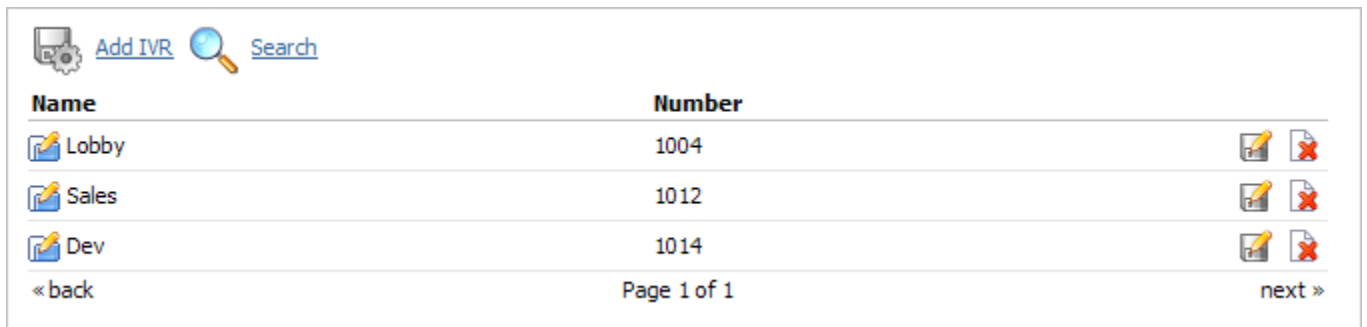 Add IVR Search
Name Number
Lobby 1004
Sales 1012
Dev 1014
« back Page 1 of 1 next »